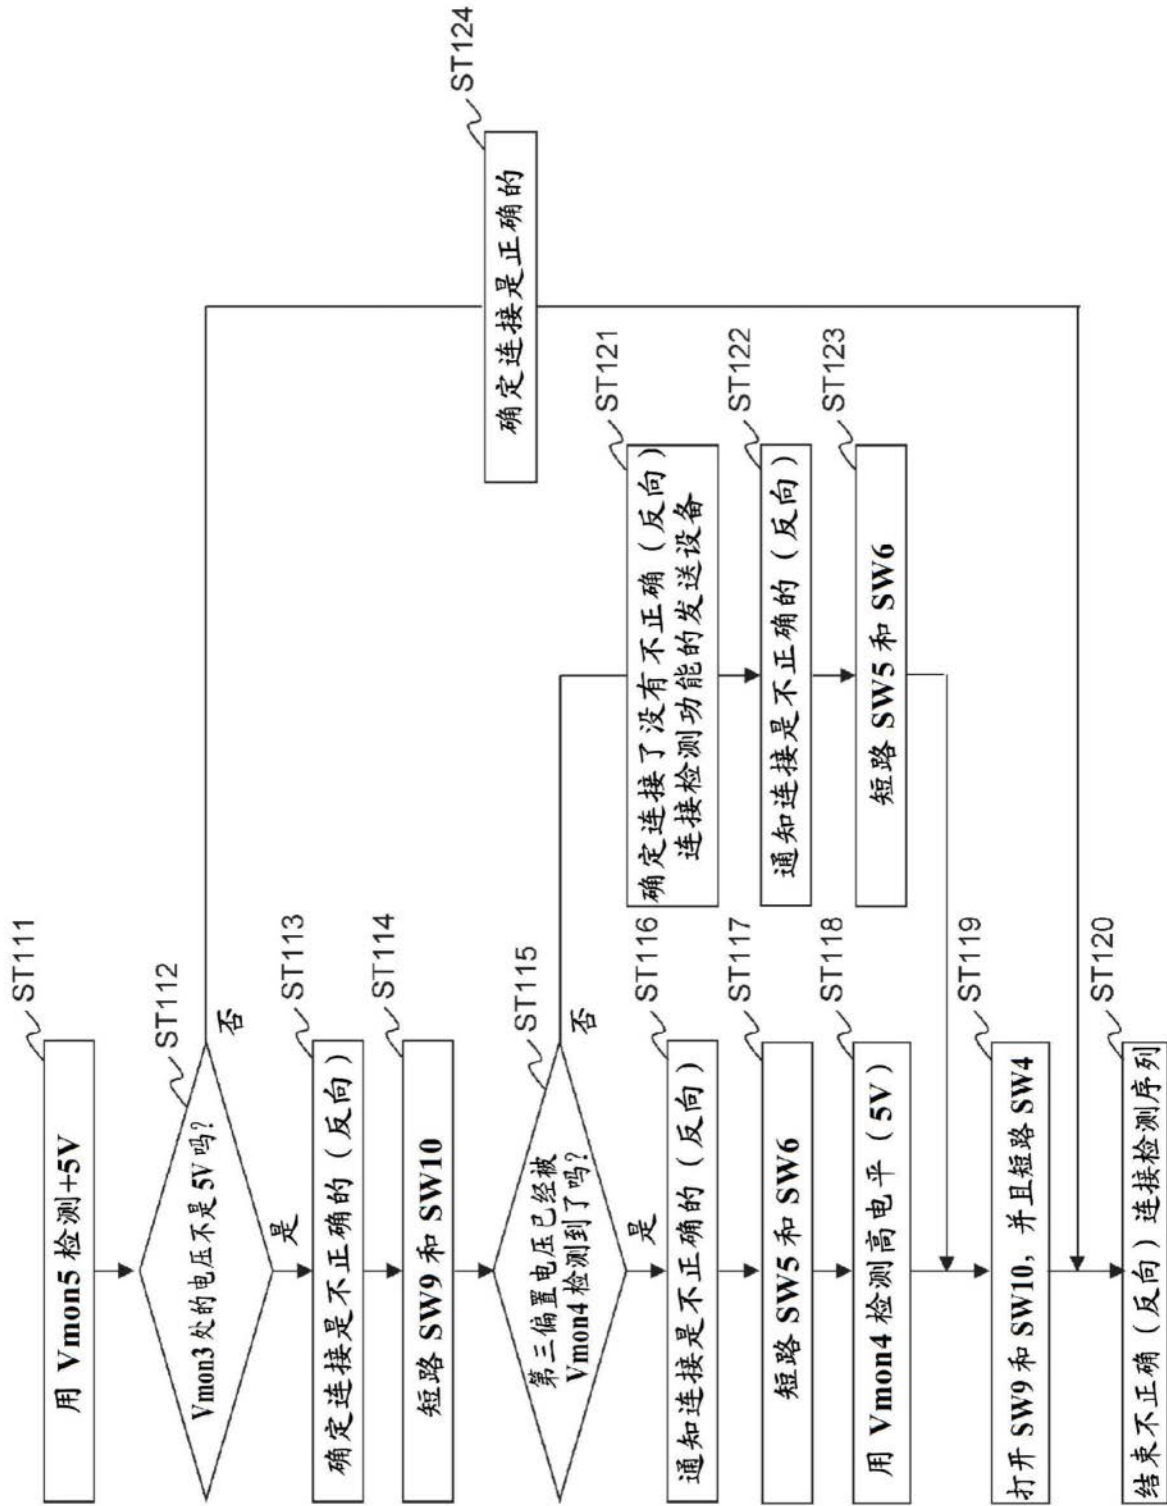 用 Vmon5 检测+5V
ST111
Vmon3 处的电压不是 5V 吗?
ST112
否
是
确定连接是不正确的（反向）
ST113
短路 SW9 和 SW10
ST114
第三偏置电压已经被
Vmon4 检测到了吗?
ST115
否
是
通知连接是不正确的（反向）
ST116
短路 SW5 和 SW6
ST117
用 Vmon4 检测高电平（5V）
ST118
打开 SW9 和 SW10, 并且短路 SW4
ST119
结束不正确（反向）连接检测序列
ST120
确定连接了没有不正确（反向）
连接检测功能的发送设备
ST121
通知连接是不正确的（反向）
ST122
短路 SW5 和 SW6
ST123
确定连接是正确的
ST124